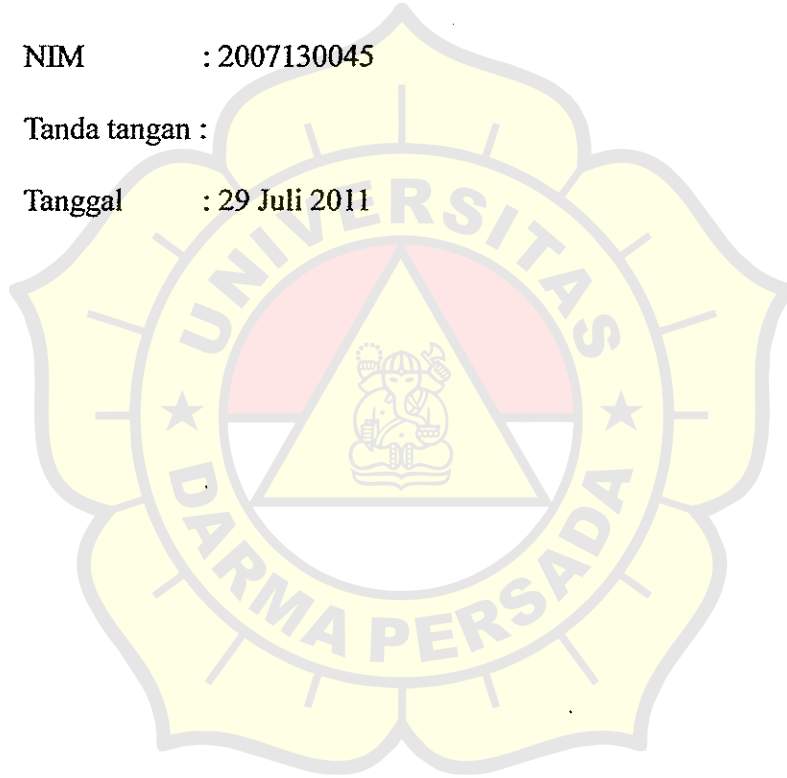 NIM : 2007130045
Tanda tangan :
Tanggal : 29 Juli 2011
UNIVERSITAS
DARMA PERSADA